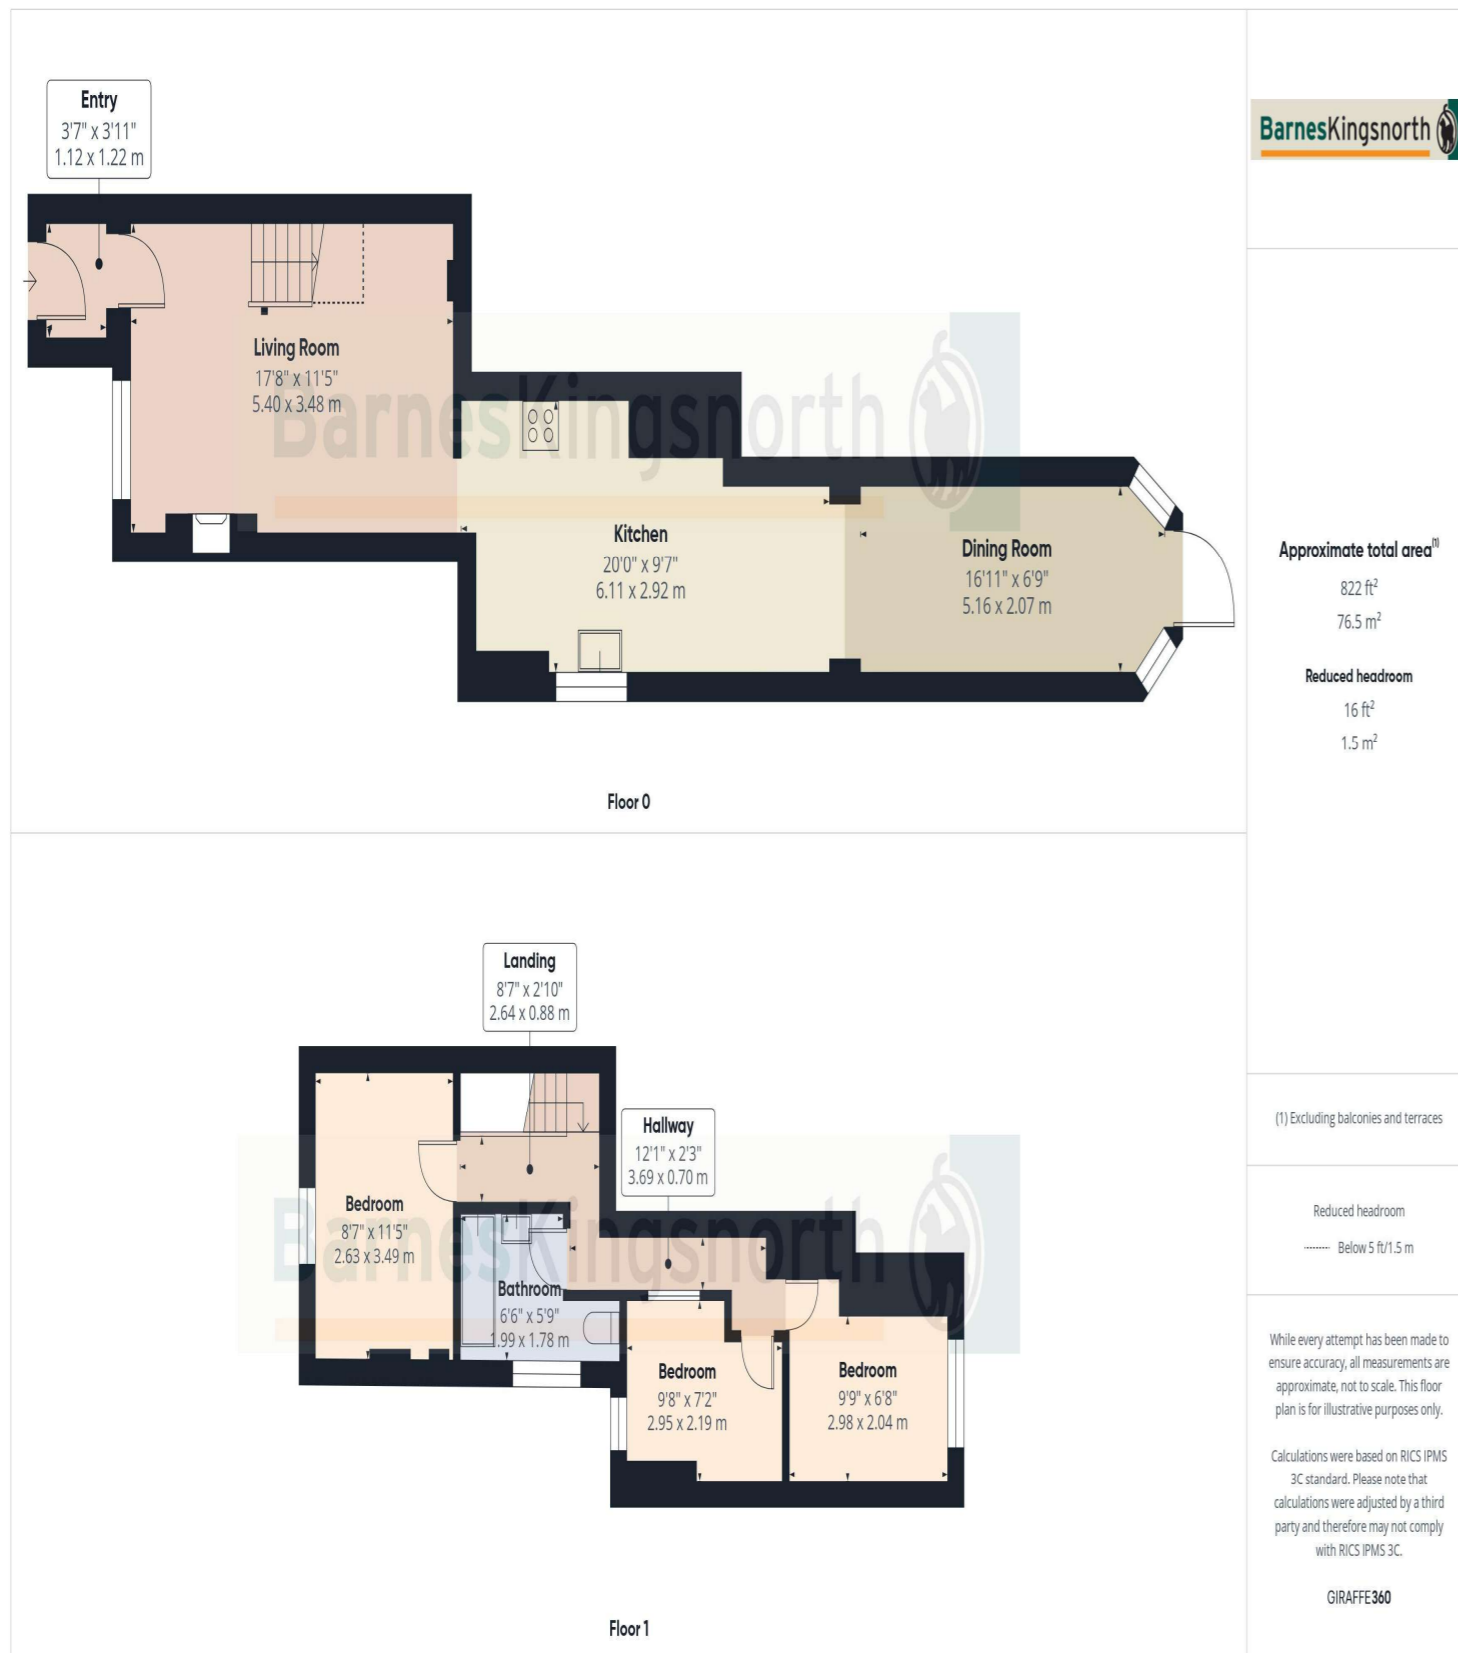 Entry
3'7" x 3'11"
1.12 x 1.22 m
Living Room
17'8" x 11'5"
5.40 x 3.48 m
Kitchen
20'0" x 9'7"
6.11 x 2.92 m
Dining Room
16'11" x 6'9"
5.16 x 2.07 m
BarnesKingsnorth
Floor 0
Landing
8'7" x 2'10"
2.64 x 0.88 m
Hallway
12'1" x 2'3"
3.69 x 0.70 m
Bedroom
8'7" x 11'5"
2.63 x 3.49 m
Bathroom
6'6" x 5'9"
1.99 x 1.78 m
Bedroom
9'8" x 7'2"
2.95 x 2.19 m
Bedroom
9'9" x 6'8"
2.98 x 2.04 m
BarnesKingsnorth
Floor 1
BarnesKingsnorth
Approximate total area(1)
822 ft²
76.5 m²
Reduced headroom
16 ft²
1.5 m²
(1) Excluding balconies and terraces
Reduced headroom
Below 5 ft/1.5 m
While every attempt has been made to
ensure accuracy, all measurements are
approximate, not to scale. This floor
plan is for illustrative purposes only.
Calculations were based on RICS IPMS
3C standard. Please note that
calculations were adjusted by a third
party and therefore may not comply
with RICS IPMS 3C.
GIRAFFE360